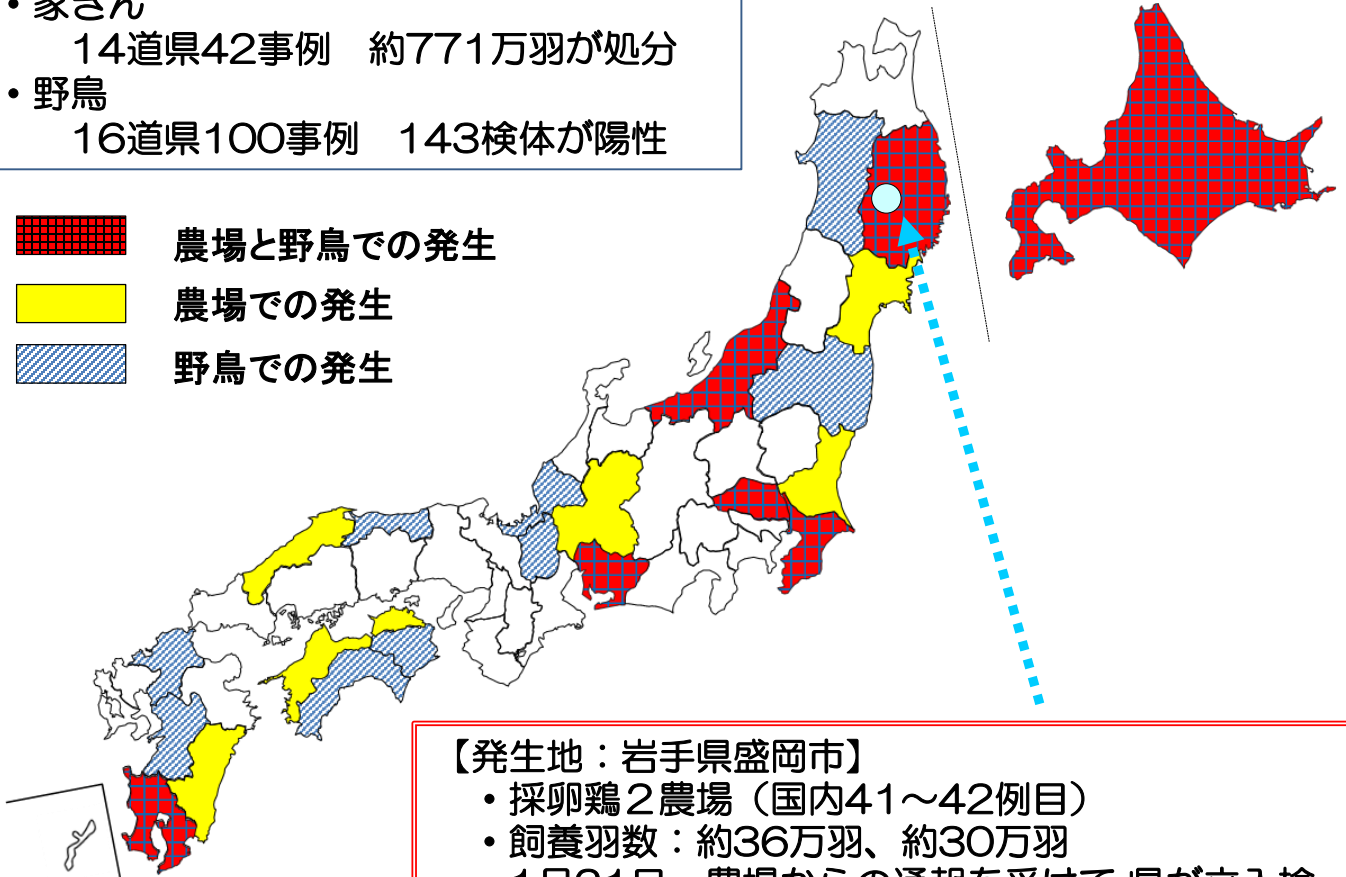 ・家きん
14道県42事例　約771万羽が処分
・野鳥
16道県100事例　143検体が陽性
農場と野鳥での発生
農場での発生
野鳥での発生
【発生地：岩手県盛岡市】
・採卵鶏２農場（国内41～42例目）
・飼養羽数：約36万羽、約30万羽